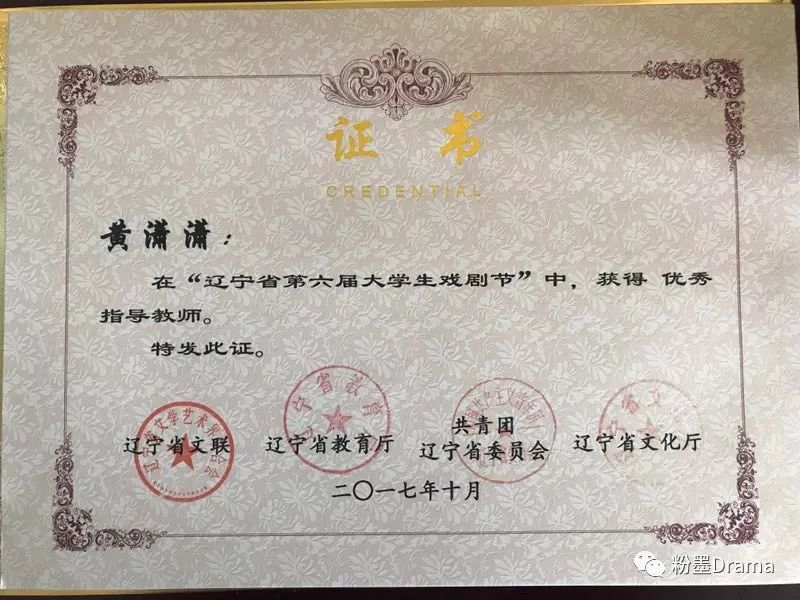 证 书
CREDENTIAL
黄潇潇：
在“辽宁省第六届大学生戏剧节”中，获得 优秀
指导教师。
特发此证。
辽宁省文联 辽宁省教育厅 共青团辽宁省委员会 辽宁省文化厅
二〇一七年十月
粉墨Drama